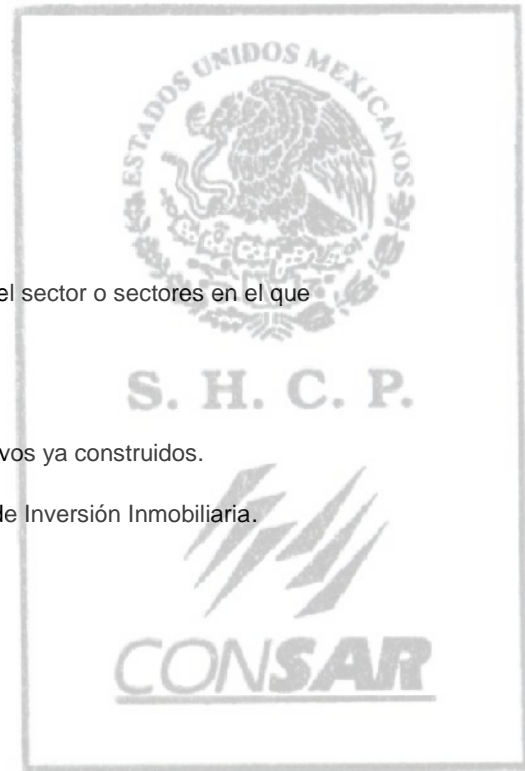 ESTADOS UNIDOS MEXICANOS
el sector o sectores en el que
S. H. C. P.
vos ya construidos.
de Inversión Inmobiliaria.
CONSAR